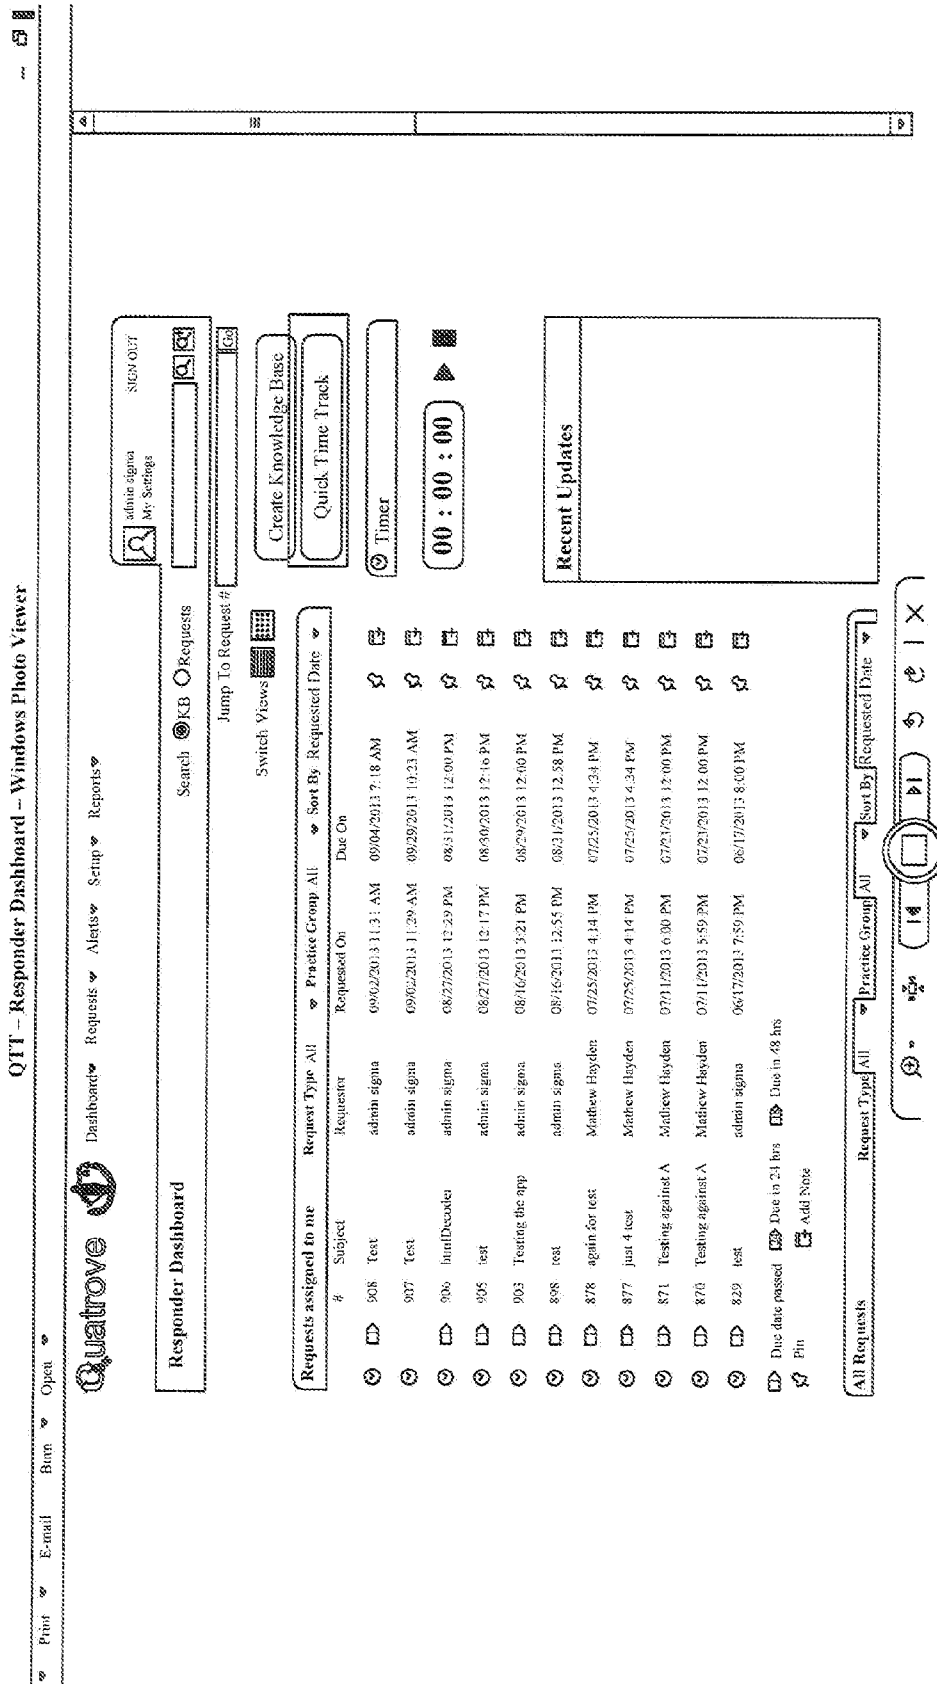 QTT – Responder Dashboard – Windows Photo Viewer
Print E-mail Burn Open
Quatrove
Dashboard Requests Alerts Setup Reports
admin sigma SIGN OUT
My Settings
Responder Dashboard
Search KB Requests
Jump To Request # Go
Switch Views
Create Knowledge Base
Quick Time Track
Requests assigned to me Request Type All Practice Group All Sort By Requested Date
# Subject Requestor Requested On Due On
908 Test admin sigma 09/02/2013 11:31 AM 09/04/2013 7:18 AM
907 Test admin sigma 09/02/2013 11:29 AM 09/29/2013 10:23 AM
906 htmlDecoder admin sigma 08/27/2013 12:29 PM 08/31/2013 12:00 PM
905 test admin sigma 08/27/2013 12:17 PM 08/30/2013 12:16 PM
903 Testing the app admin sigma 08/16/2013 3:21 PM 08/29/2013 12:00 PM
898 test admin sigma 08/16/2013 12:55 PM 08/31/2013 12:58 PM
878 again for test Mathew Hayden 07/25/2013 4:14 PM 07/25/2013 4:34 PM
877 just 4 test Mathew Hayden 07/25/2013 4:14 PM 07/25/2013 4:34 PM
871 Testing against A Mathew Hayden 07/11/2013 6:00 PM 07/23/2013 12:00 PM
870 Testing against A Mathew Hayden 07/11/2013 5:59 PM 07/23/2013 12:00 PM
829 test admin sigma 06/17/2013 7:59 PM 06/17/2013 8:00 PM
Due date passed Due in 24 hrs Due in 48 hrs
Pin Add Note
Timer
00 : 00 : 00
Recent Updates
All Requests Request Type All Practice Group All Sort By Requested Date